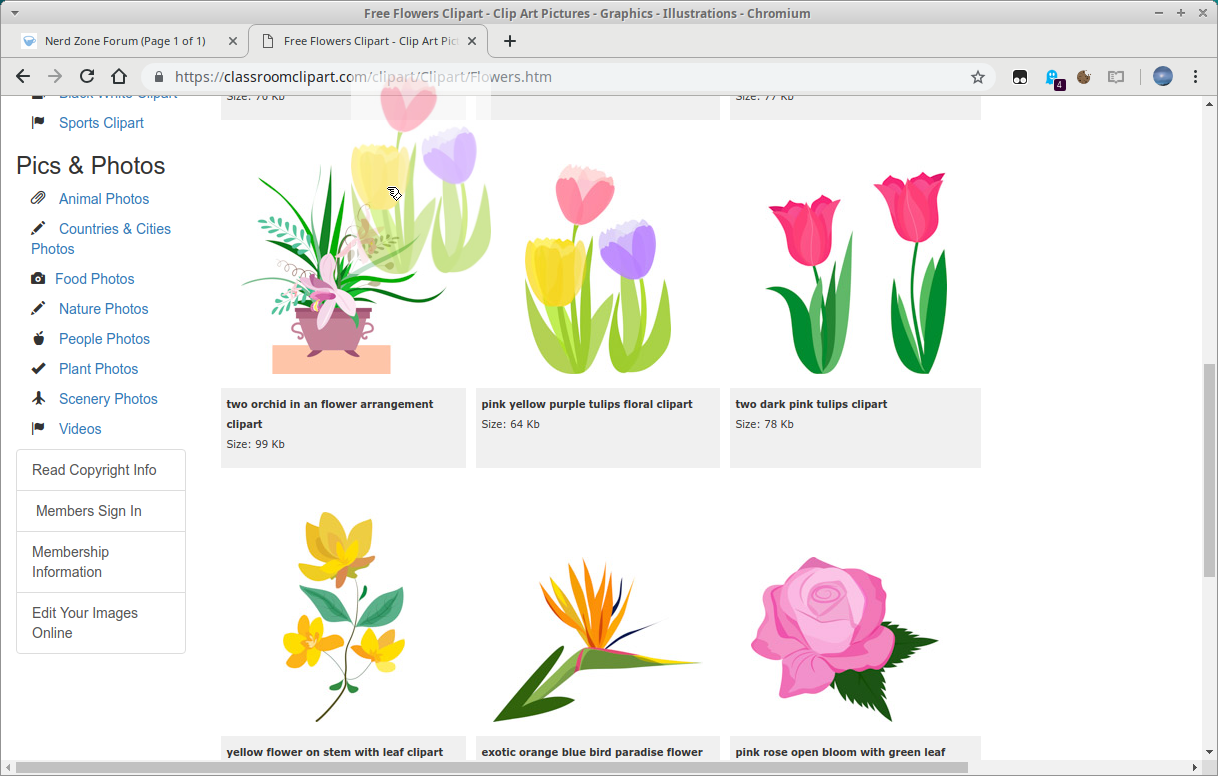 Free Flowers Clipart - Clip Art Pictures - Graphics - Illustrations - Chromium
Nerd Zone Forum (Page 1 of 1)
Free Flowers Clipart - Clip Art Pict
https://classroomclipart.com/clipart/Clipart/Flowers.htm
4
Black White Clipart
Sports Clipart
Pics & Photos
Animal Photos
Countries & Cities
Photos
Food Photos
Nature Photos
People Photos
Plant Photos
Scenery Photos
Videos
Read Copyright Info
Members Sign In
Membership
Information
Edit Your Images
Online
Size: 70 Kb
Size: 77 Kb
two orchid in an flower arrangement
clipart
Size: 99 Kb
pink yellow purple tulips floral clipart
Size: 64 Kb
two dark pink tulips clipart
Size: 78 Kb
yellow flower on stem with leaf clipart
exotic orange blue bird paradise flower
pink rose open bloom with green leaf